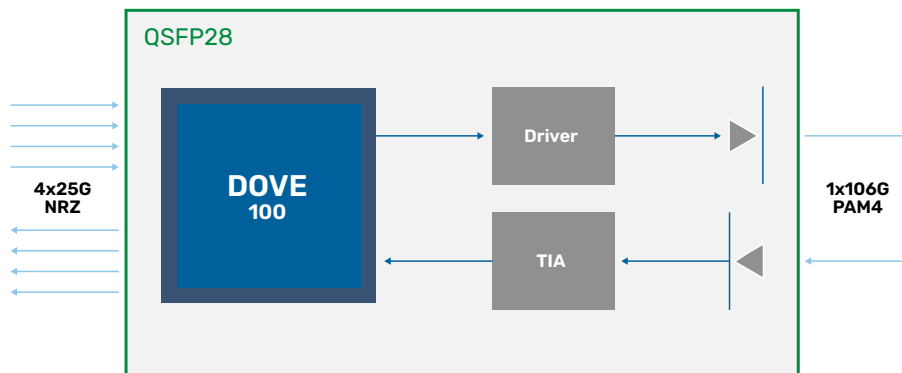 QSFP28
4x25G
NRZ
DOVE
100
Driver
TIA
1x106G
PAM4